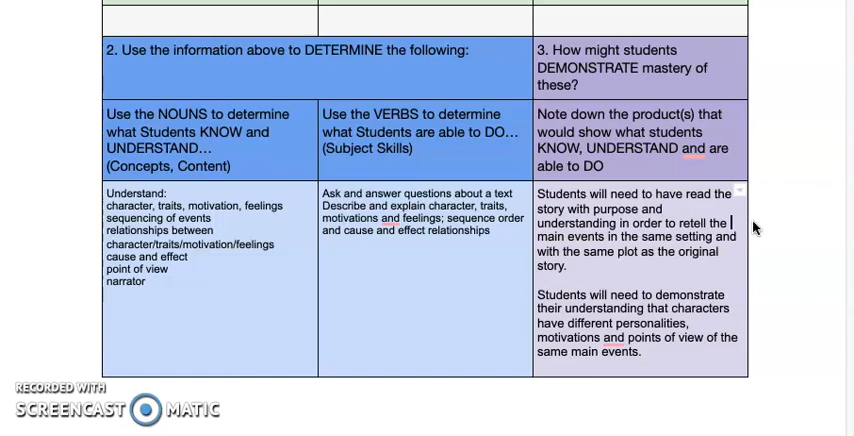 2. Use the information above to DETERMINE the following:
3. How might students
DEMONSTRATE mastery of
these?
Use the NOUNS to determine
what Students KNOW and
UNDERSTAND...
(Concepts, Content)
Use the VERBS to determine
what Students are able to DO...
(Subject Skills)
Note down the product(s) that
would show what students
KNOW, UNDERSTAND and are
able to DO
Understand:
character, traits, motivation, feelings
sequencing of events
relationships between
character/traits/motivation/feelings
cause and effect
point of view
narrator
Ask and answer questions about a text
Describe and explain character, traits,
motivations and feelings; sequence order
and cause and effect relationships
Students will need to have read the
story with purpose and
understanding in order to retell the
main events in the same setting and
with the same plot as the original
story.
Students will need to demonstrate
their understanding that characters
have different personalities,
motivations and points of view of the
same main events.
RECORDED WITH
SCREENCAST MATIC